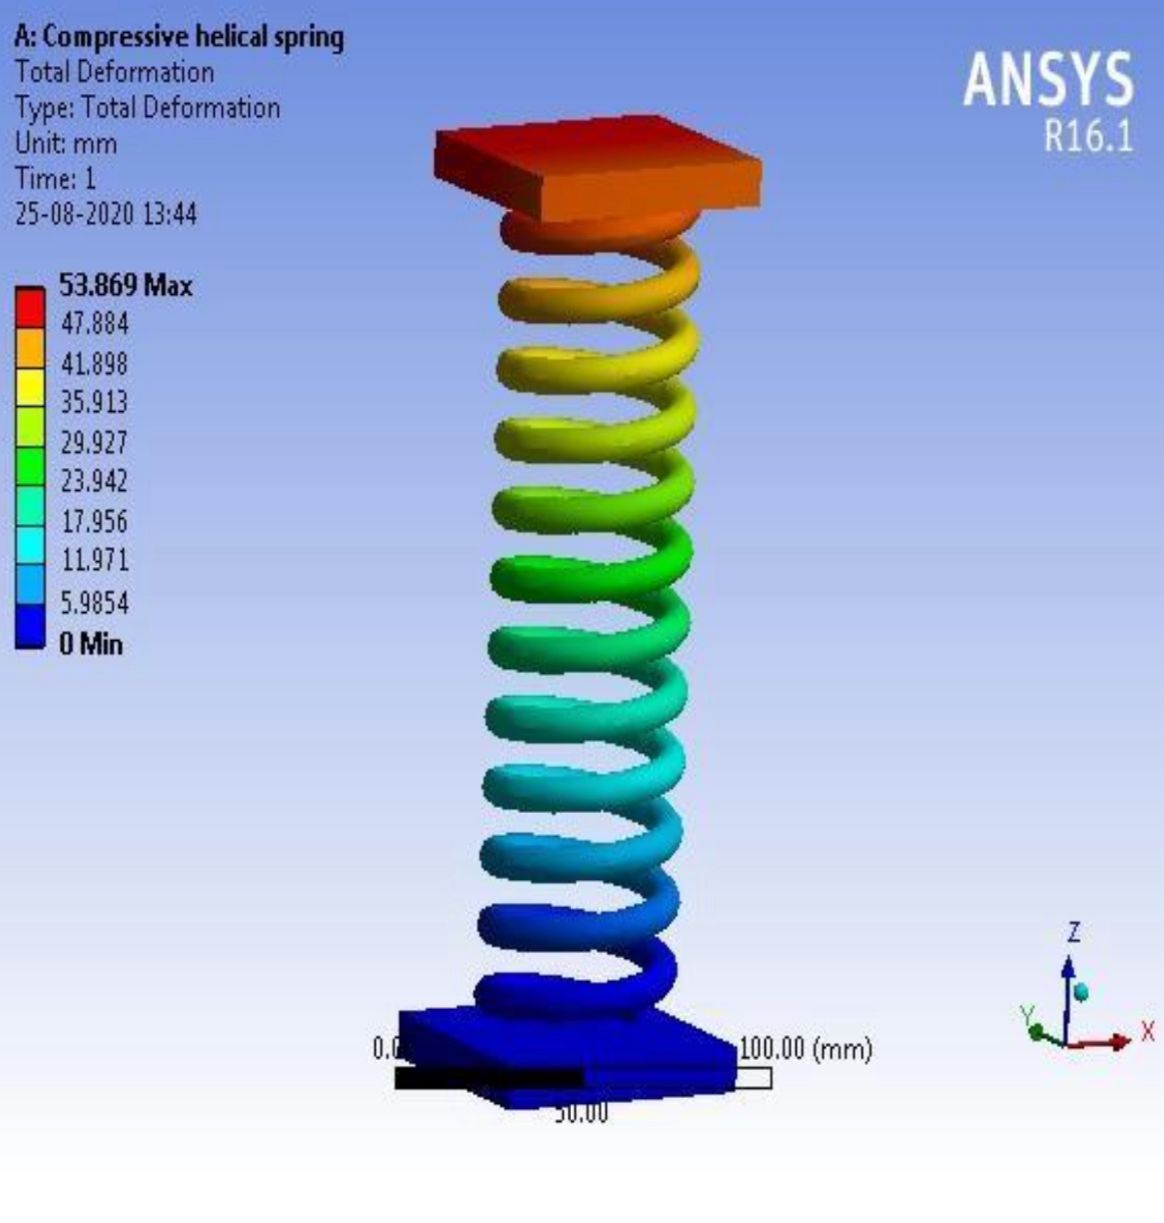 A: Compressive helical spring
Total Deformation
Type: Total Deformation
Unit: mm
Time: 1
25-08-2020 13:44
ANSYS
R16.1
53.869 Max
47.884
41.898
35.913
29.927
23.942
17.956
11.971
5.9854
0 Min
Z
Y
X
100.00 (mm)
50.00